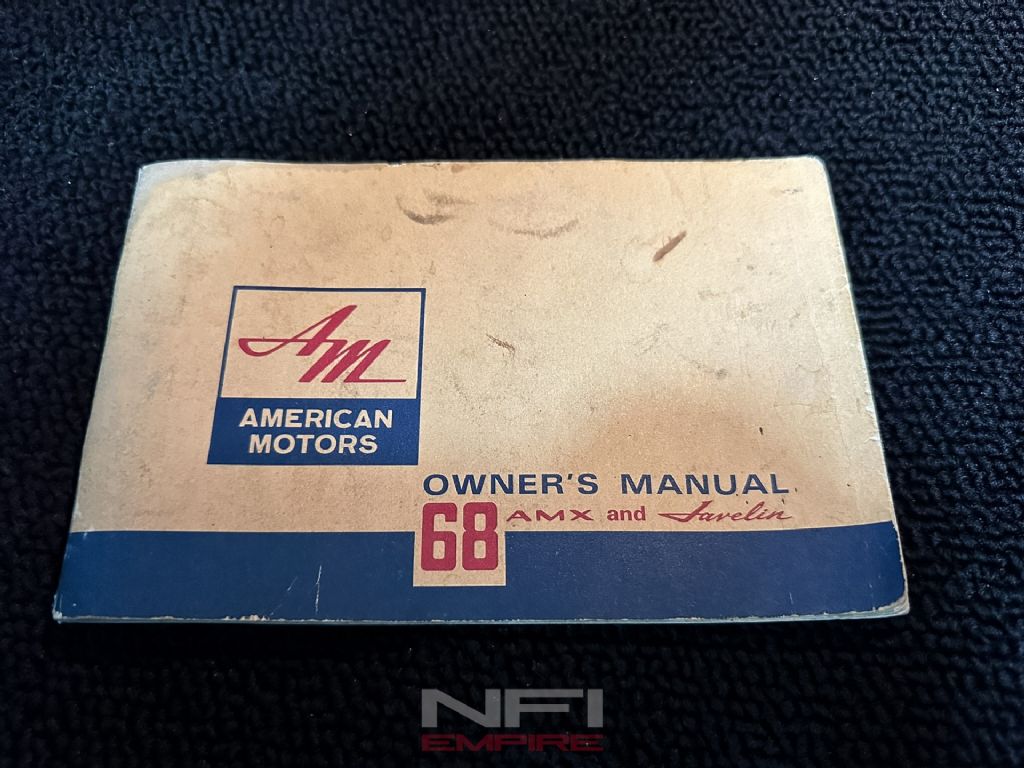 AM
AMERICAN
MOTORS
OWNER'S MANUAL
68 AMX and Javelin
NFI
EMPIRE